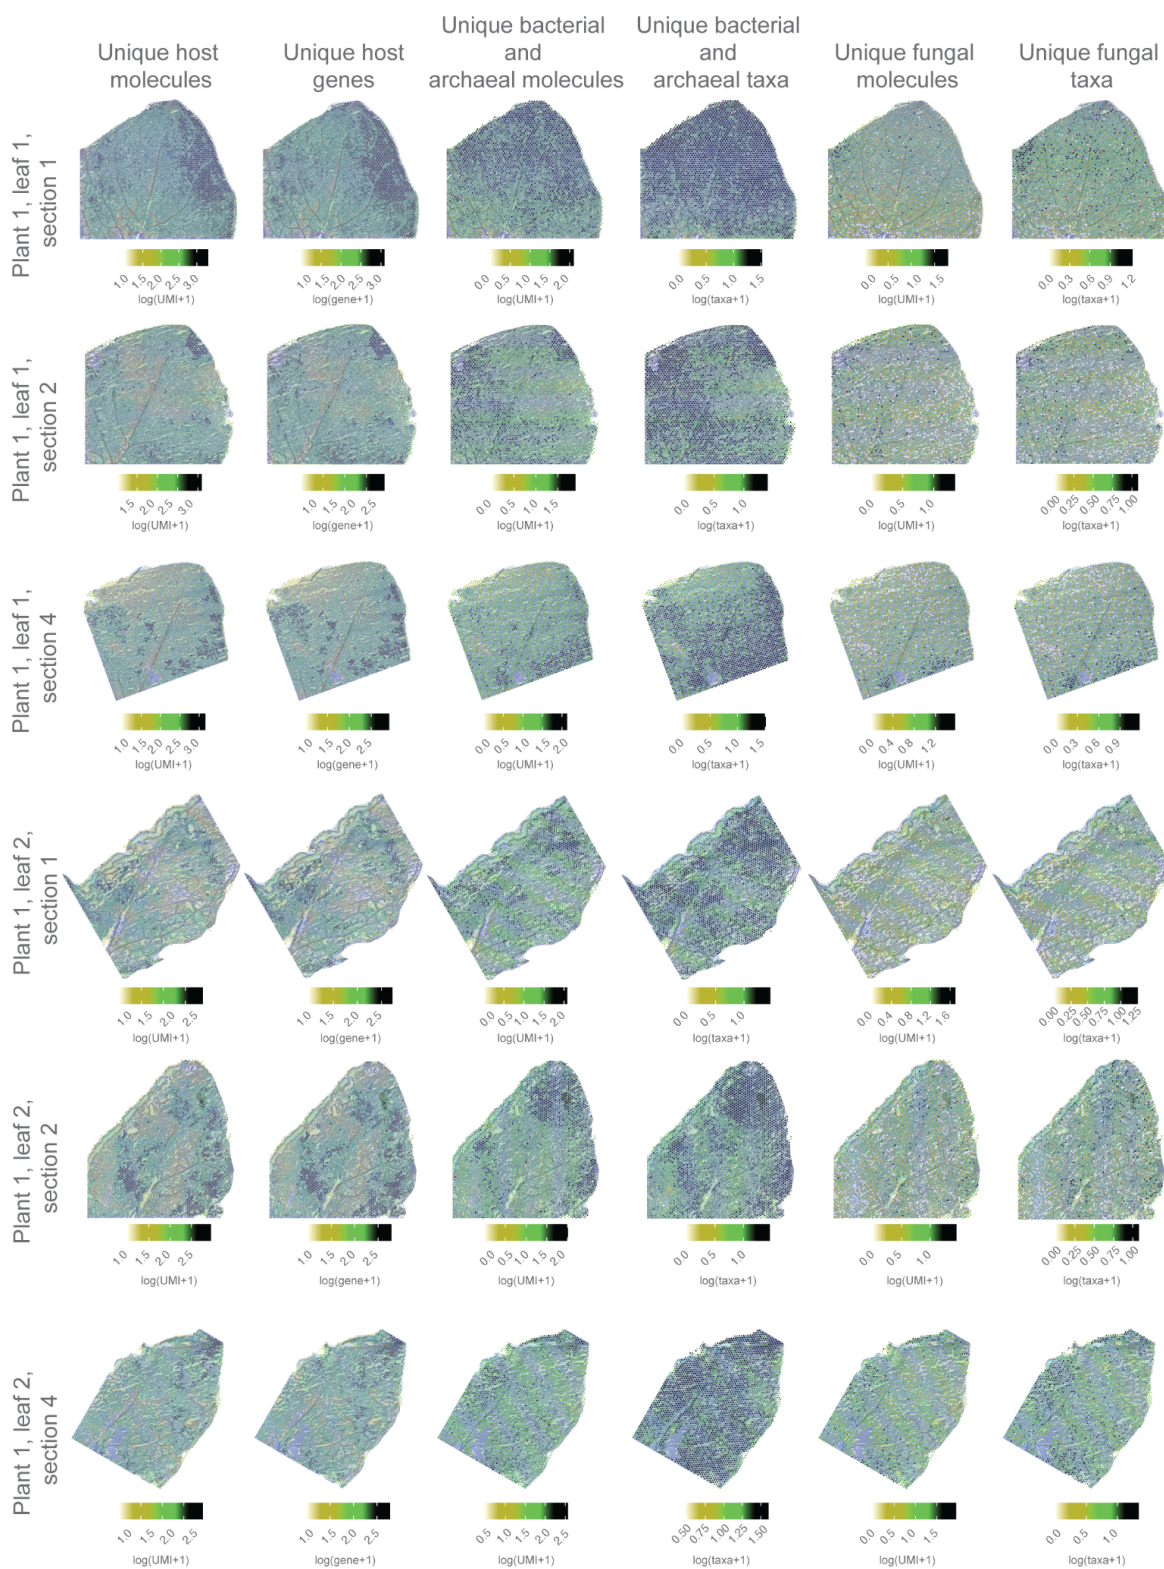 Unique host
molecules
Unique host
genes
Unique bacterial
and
archaeal molecules
Unique bacterial
and
archaeal taxa
Unique fungal
molecules
Unique fungal
taxa
Plant 1, leaf 1,
section 1
1.0 1.5 2.0 2.5 3.0
log(UMI+1)
1.0 1.5 2.0 2.5 3.0
log(gene+1)
0.0 0.5 1.0 1.5 2.0
log(UMI+1)
0.0 0.5 1.0 1.5
log(taxa+1)
0.0 0.5 1.0 1.5
log(UMI+1)
0.0 0.3 0.6 0.9 1.2
log(taxa+1)
Plant 1, leaf 1,
section 2
1.5 2.0 2.5 3.0
log(UMI+1)
1.0 1.5 2.0 2.5
log(gene+1)
0.0 0.5 1.0 1.5
log(UMI+1)
0.0 0.5 1.0
log(taxa+1)
0.0 0.5 1.0
log(UMI+1)
0.00 0.25 0.50 0.75 1.00
log(taxa+1)
Plant 1, leaf 1,
section 4
1.0 1.5 2.0 2.5 3.0
log(UMI+1)
1.0 1.5 2.0 2.5
log(gene+1)
0.0 0.5 1.0 1.5 2.0
log(UMI+1)
0.0 0.5 1.0 1.5
log(taxa+1)
0.0 0.4 0.8 1.2
log(UMI+1)
0.0 0.3 0.6 0.9
log(taxa+1)
Plant 1, leaf 2,
section 1
1.0 1.5 2.0 2.5
log(UMI+1)
1.0 1.5 2.0 2.5
log(gene+1)
0.0 0.5 1.0 1.5 2.0
log(UMI+1)
0.0 0.5 1.0
log(taxa+1)
0.0 0.4 0.8 1.2 1.6
log(UMI+1)
0.00 0.25 0.50 0.75 1.00 1.25
log(taxa+1)
Plant 1, leaf 2,
section 2
1.0 1.5 2.0 2.5
log(UMI+1)
1.0 1.5 2.0 2.5
log(gene+1)
0.0 0.5 1.0 1.5 2.0
log(UMI+1)
0.0 0.5 1.0
log(taxa+1)
0.0 0.5 1.0
log(UMI+1)
0.00 0.25 0.50 0.75 1.00
log(taxa+1)
Plant 1, leaf 2,
section 4
1.0 1.5 2.0 2.5
log(UMI+1)
1.0 1.5 2.0 2.5
log(gene+1)
0.5 1.0 1.5 2.0 2.5
log(UMI+1)
0.50 0.75 1.00 1.25 1.50
log(taxa+1)
0.0 0.5 1.0 1.5
log(UMI+1)
0.5 1.0
log(taxa+1)